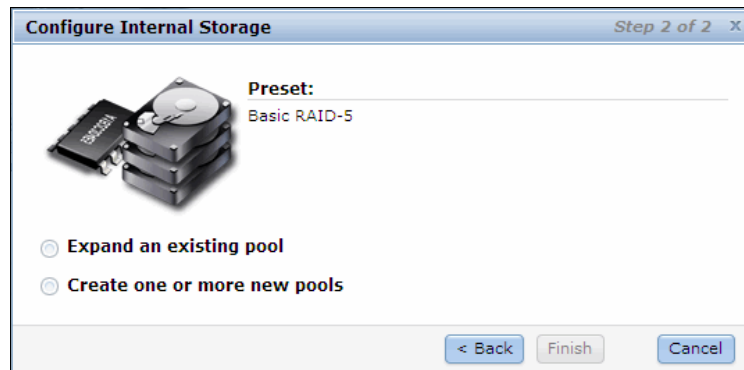 Configure Internal Storage
Step 2 of 2 x
Preset:
Basic RAID-5
Expand an existing pool
Create one or more new pools
< Back Finish Cancel